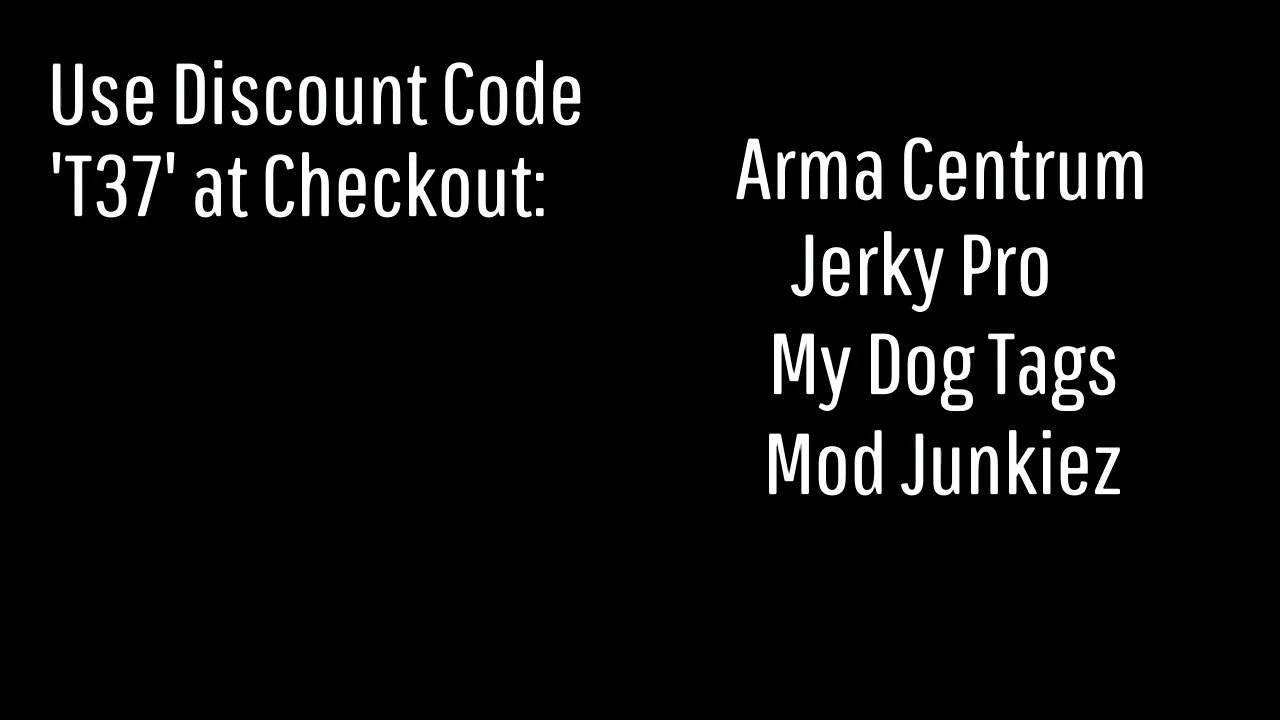 Use Discount Code
'T37' at Checkout:
Arma Centrum
Jerky Pro
My Dog Tags
Mod Junkiez